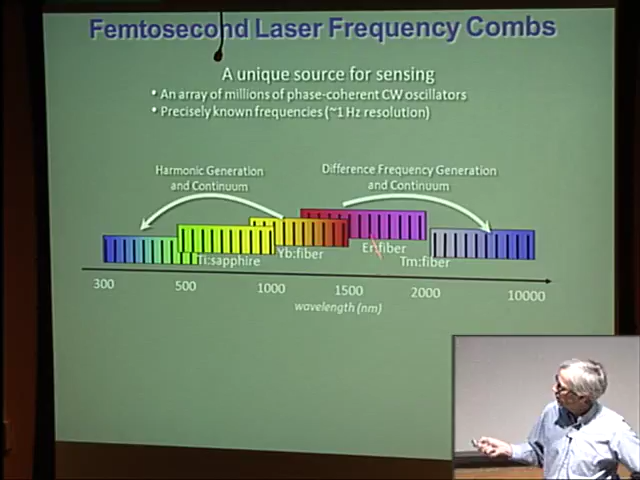 Femtosecond Laser Frequency Combs
A unique source for sensing
• An array of millions of phase-coherent CW oscillators
• Precisely known frequencies (~1 Hz resolution)
Harmonic Generation
and Continuum
Difference Frequency Generation
and Continuum
Ti:sapphire
Yb:fiber
Er:fiber
Tm:fiber
300
500
1000
1500
2000
10000
wavelength (nm)